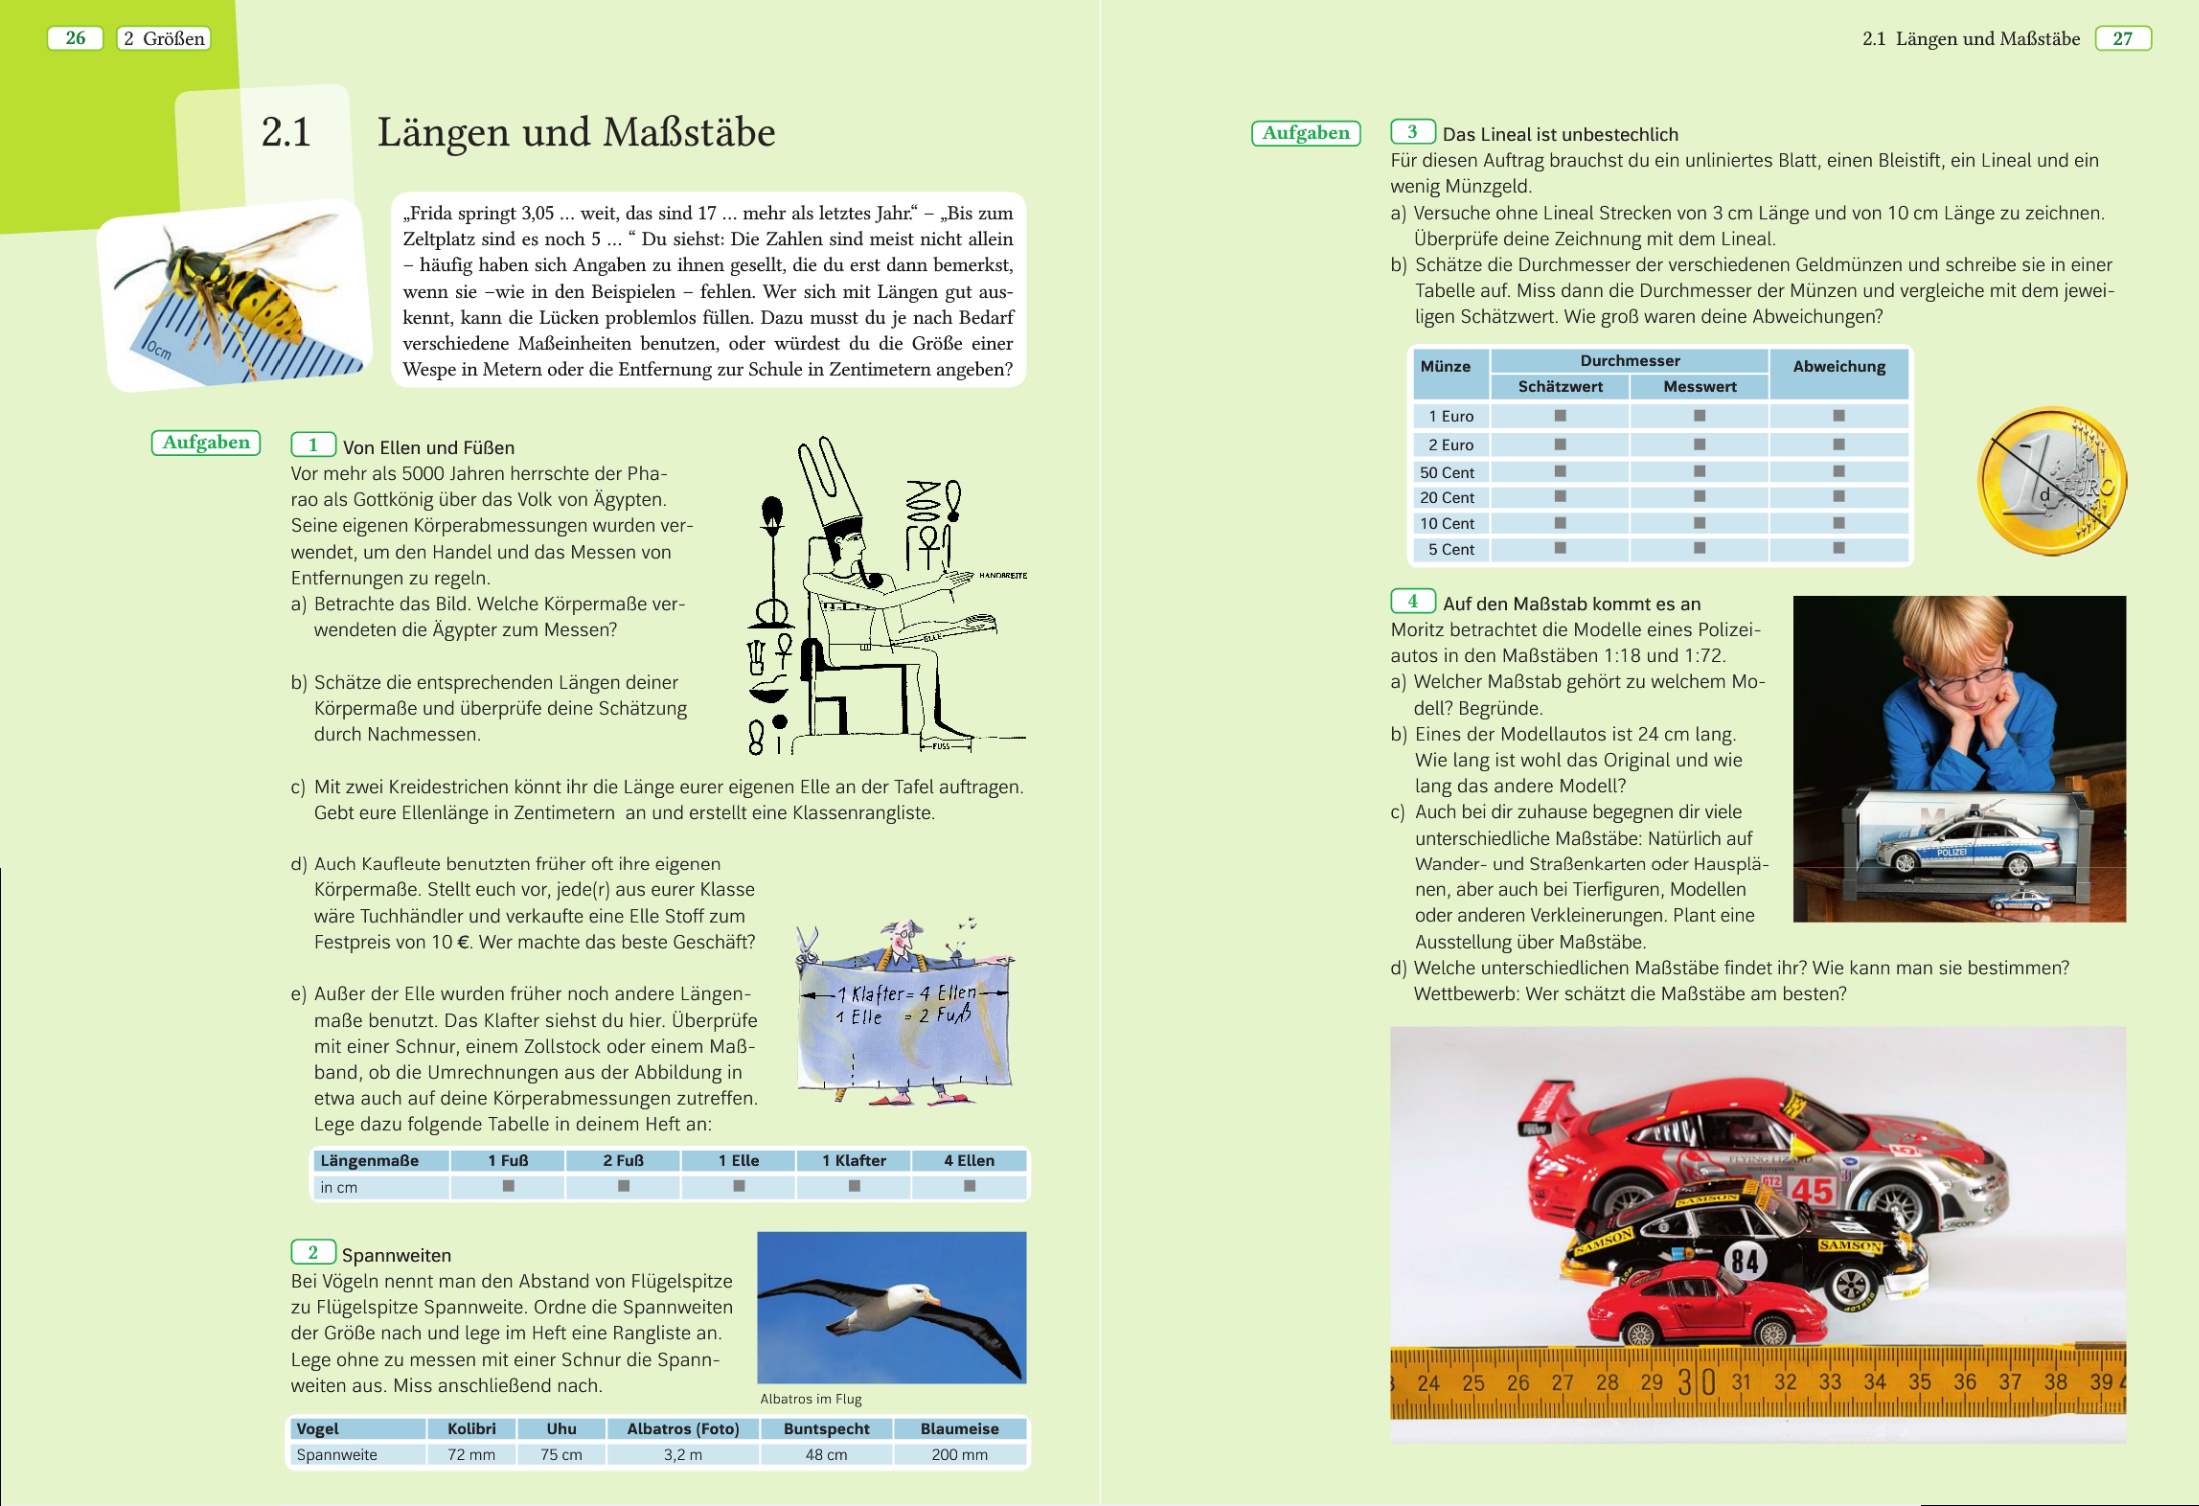 26
2 Größen
2.1 Längen und Maßstäbe
0cm
„Frida springt 3,05 ... weit, das sind 17 ... mehr als letztes Jahr.“ – „Bis zum
Zeltplatz sind es noch 5 ... “ Du siehst: Die Zahlen sind meist nicht allein
– häufig haben sich Angaben zu ihnen gesellt, die du erst dann bemerkst,
wenn sie –wie in den Beispielen – fehlen. Wer sich mit Längen gut aus-
kennt, kann die Lücken problemlos füllen. Dazu musst du je nach Bedarf
verschiedene Maßeinheiten benutzen, oder würdest du die Größe einer
Wespe in Metern oder die Entfernung zur Schule in Zentimetern angeben?
Aufgaben
1 Von Ellen und Füßen
Vor mehr als 5000 Jahren herrschte der Pha-
rao als Gottkönig über das Volk von Ägypten.
Seine eigenen Körperabmessungen wurden ver-
wendet, um den Handel und das Messen von
Entfernungen zu regeln.
a) Betrachte das Bild. Welche Körpermaße ver-
wendeten die Ägypter zum Messen?
b) Schätze die entsprechenden Längen deiner
Körpermaße und überprüfe deine Schätzung
durch Nachmessen.
HANDBREITE
ELLE
FUSS
c) Mit zwei Kreidestrichen könnt ihr die Länge eurer eigenen Elle an der Tafel auftragen.
Gebt eure Ellenlänge in Zentimetern an und erstellt eine Klassenrangliste.
d) Auch Kaufleute benutzten früher oft ihre eigenen
Körpermaße. Stellt euch vor, jede(r) aus eurer Klasse
wäre Tuchhändler und verkaufte eine Elle Stoff zum
Festpreis von 10 €. Wer machte das beste Geschäft?
e) Außer der Elle wurden früher noch andere Längen-
maße benutzt. Das Klafter siehst du hier. Überprüfe
mit einer Schnur, einem Zollstock oder einem Maß-
band, ob die Umrechnungen aus der Abbildung in
etwa auch auf deine Körperabmessungen zutreffen.
Lege dazu folgende Tabelle in deinem Heft an:
1 Klafter = 4 Ellen
1 Elle = 2 Fuß
Längenmaße 1 Fuß 2 Fuß 1 Elle 1 Klafter 4 Ellen
in cm ■ ■ ■ ■ ■
2 Spannweiten
Bei Vögeln nennt man den Abstand von Flügelspitze
zu Flügelspitze Spannweite. Ordne die Spannweiten
der Größe nach und lege im Heft eine Rangliste an.
Lege ohne zu messen mit einer Schnur die Spann-
weiten aus. Miss anschließend nach.
Albatros im Flug
Vogel Kolibri Uhu Albatros (Foto) Buntspecht Blaumeise
Spannweite 72 mm 75 cm 3,2 m 48 cm 200 mm
2.1 Längen und Maßstäbe
27
Aufgaben
3 Das Lineal ist unbestechlich
Für diesen Auftrag brauchst du ein unliniertes Blatt, einen Bleistift, ein Lineal und ein
wenig Münzgeld.
a) Versuche ohne Lineal Strecken von 3 cm Länge und von 10 cm Länge zu zeichnen.
Überprüfe deine Zeichnung mit dem Lineal.
b) Schätze die Durchmesser der verschiedenen Geldmünzen und schreibe sie in einer
Tabelle auf. Miss dann die Durchmesser der Münzen und vergleiche mit dem jewei-
ligen Schätzwert. Wie groß waren deine Abweichungen?
Münze Durchmesser Abweichung
Schätzwert Messwert
1 Euro ■ ■ ■
2 Euro ■ ■ ■
50 Cent ■ ■ ■
20 Cent ■ ■ ■
10 Cent ■ ■ ■
5 Cent ■ ■ ■
1 EURO
d
4 Auf den Maßstab kommt es an
Moritz betrachtet die Modelle eines Polizei-
autos in den Maßstäben 1:18 und 1:72.
a) Welcher Maßstab gehört zu welchem Mo-
dell? Begründe.
b) Eines der Modellautos ist 24 cm lang.
Wie lang ist wohl das Original und wie
lang das andere Modell?
c) Auch bei dir zuhause begegnen dir viele
unterschiedliche Maßstäbe: Natürlich auf
Wander- und Straßenkarten oder Hausplä-
nen, aber auch bei Tierfiguren, Modellen
oder anderen Verkleinerungen. Plant eine
Ausstellung über Maßstäbe.
d) Welche unterschiedlichen Maßstäbe findet ihr? Wie kann man sie bestimmen?
Wettbewerb: Wer schätzt die Maßstäbe am besten?
POLIZEI
FLYING LIZARD
motorsports
GT2
45
SAMSON
SAMSON
84
SAMSON
DUNLOP
24 25 26 27 28 29 30 31 32 33 34 35 36 37 38 39